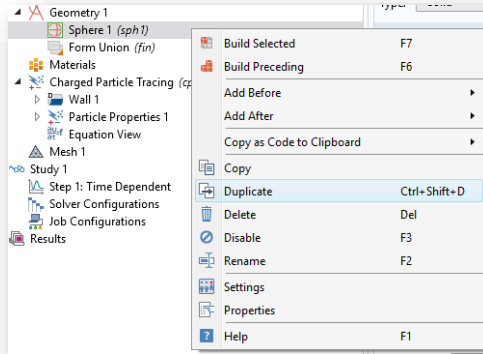 Geometry 1
Type: Solid
Sphere 1 (sph1)
Form Union (fin)
Materials
Charged Particle Tracing (cp
Wall 1
Particle Properties 1
Equation View
Mesh 1
Study 1
Step 1: Time Dependent
Solver Configurations
Job Configurations
Results
Build Selected F7
Build Preceding F6
Add Before
Add After
Copy as Code to Clipboard
Copy
Duplicate Ctrl+Shift+D
Delete Del
Disable F3
Rename F2
Settings
Properties
Help F1